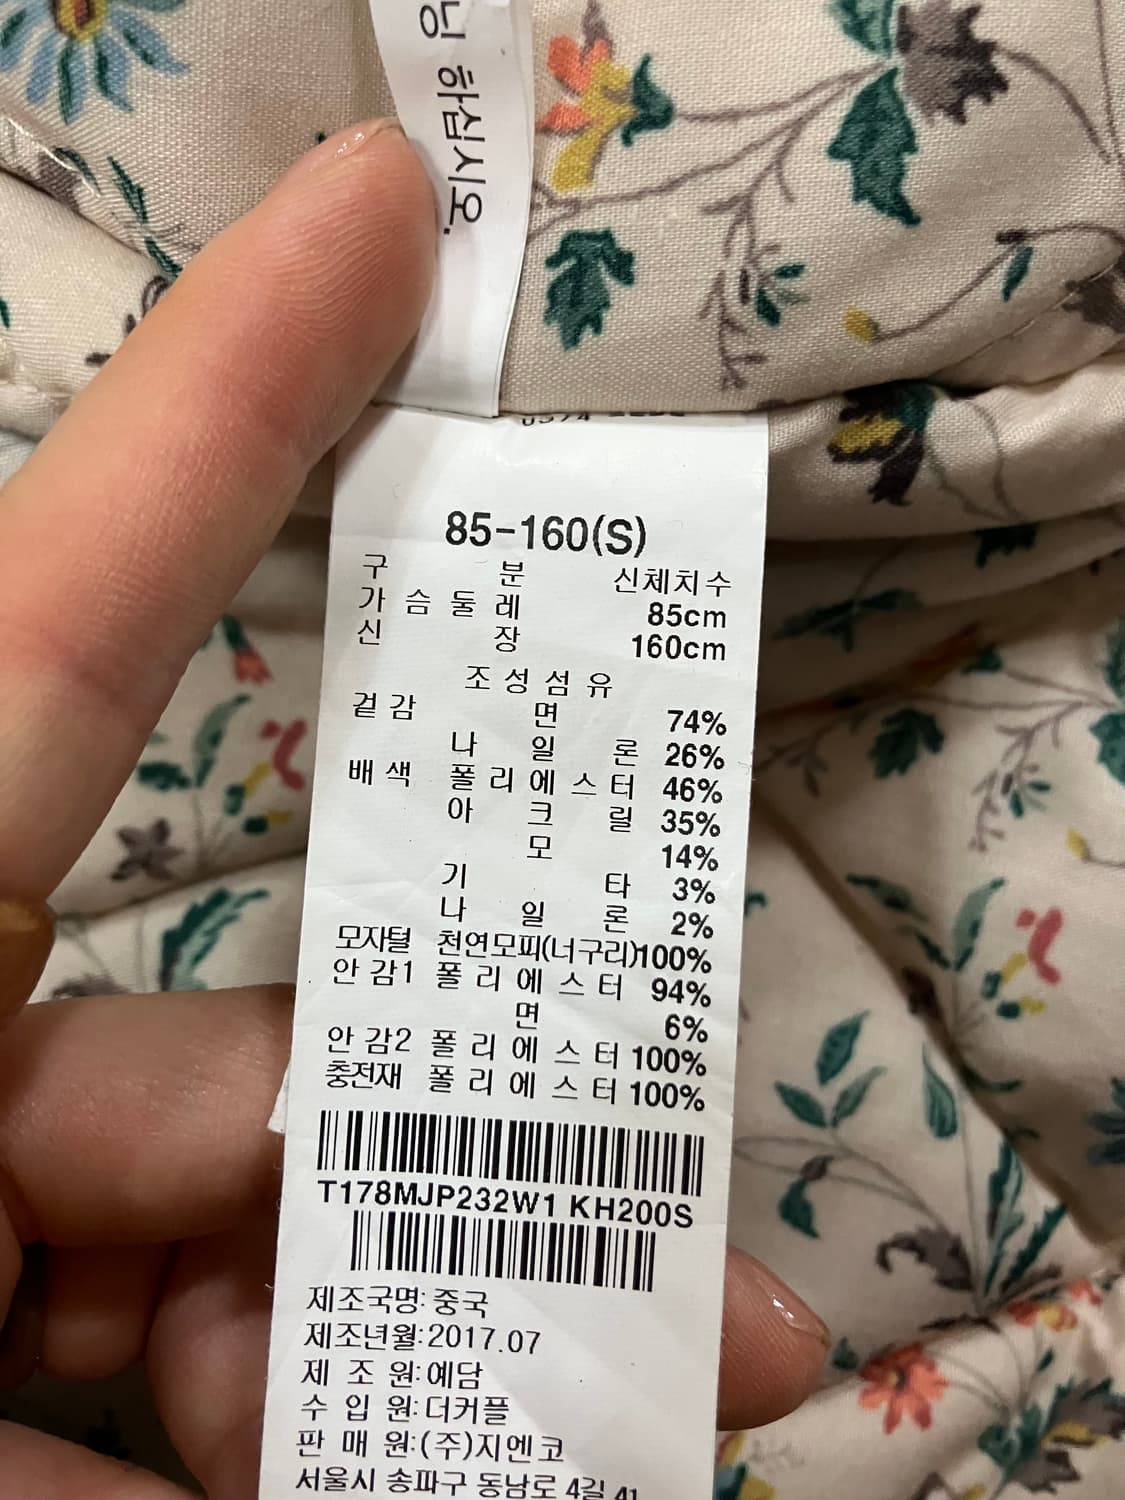 닝 하십시오.
85-160(S)
구 분 신체치수
가 슴 둘 레 85cm
신 장 160cm
조 성 섬 유
겉 감 면 74%
나 일 론 26%
배 색 폴 리 에 스 터 46%
아 크 릴 35%
모 14%
기 타 3%
나 일 론 2%
모자털 천연모피(너구리)100%
안 감1 폴 리 에 스 터 94%
면 6%
안 감2 폴 리 에 스 터 100%
충전재 폴 리 에 스 터 100%
T178MJP232W1 KH200S
제조국명:중국
제조년월:2017.07
제 조 원:예담
수 입 원:더커플
판 매 원:(주)지엔코
서울시 송파구 동남로 4길 41